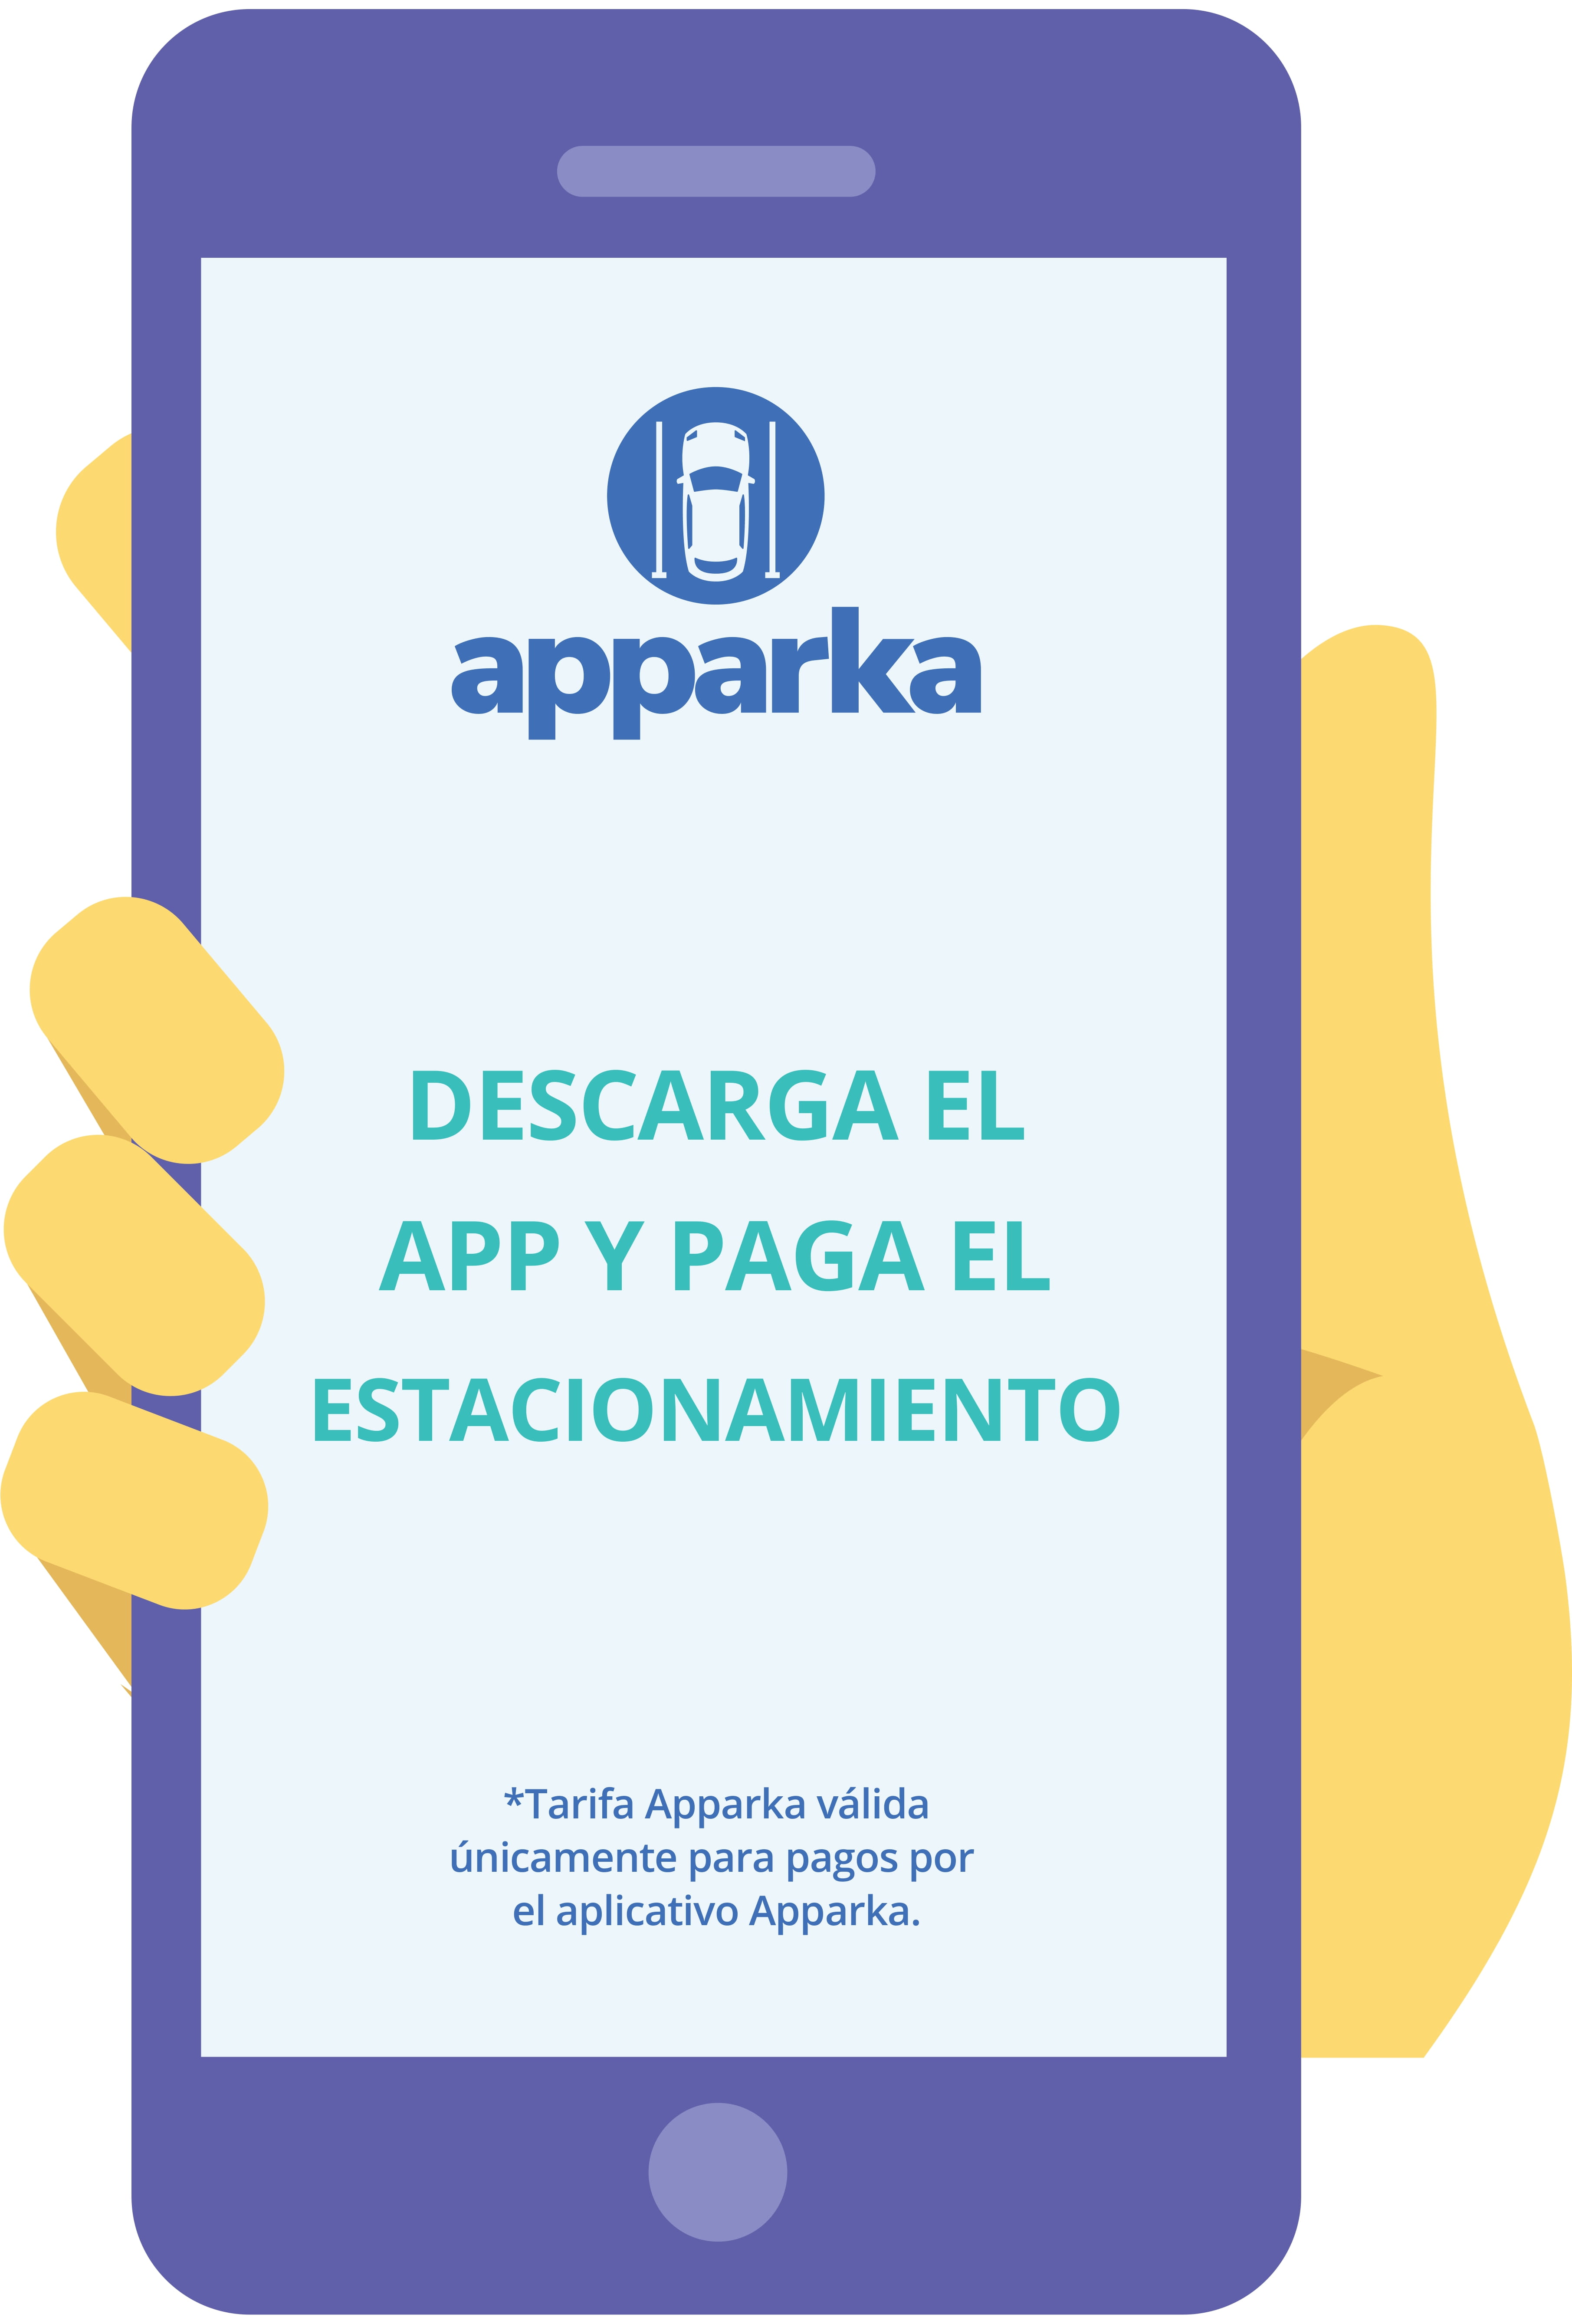 apparka
DESCARGA EL
APP Y PAGA EL
ESTACIONAMIENTO
*Tarifa Apparka válida
únicamente para pagos por
el aplicativo Apparka.